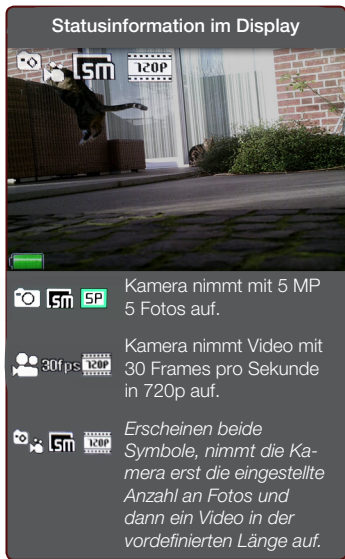 Statusinformation im Display
5m 720P
5m 5P Kamera nimmt mit 5 MP
5 Fotos auf.
Kamera nimmt Video mit
30fps 720P 30 Frames pro Sekunde
in 720p auf.
Erscheinen beide
5m 720P Symbole, nimmt die Ka-
mera erst die eingestellte
Anzahl an Fotos und
dann ein Video in der
vordefinierten Länge auf.